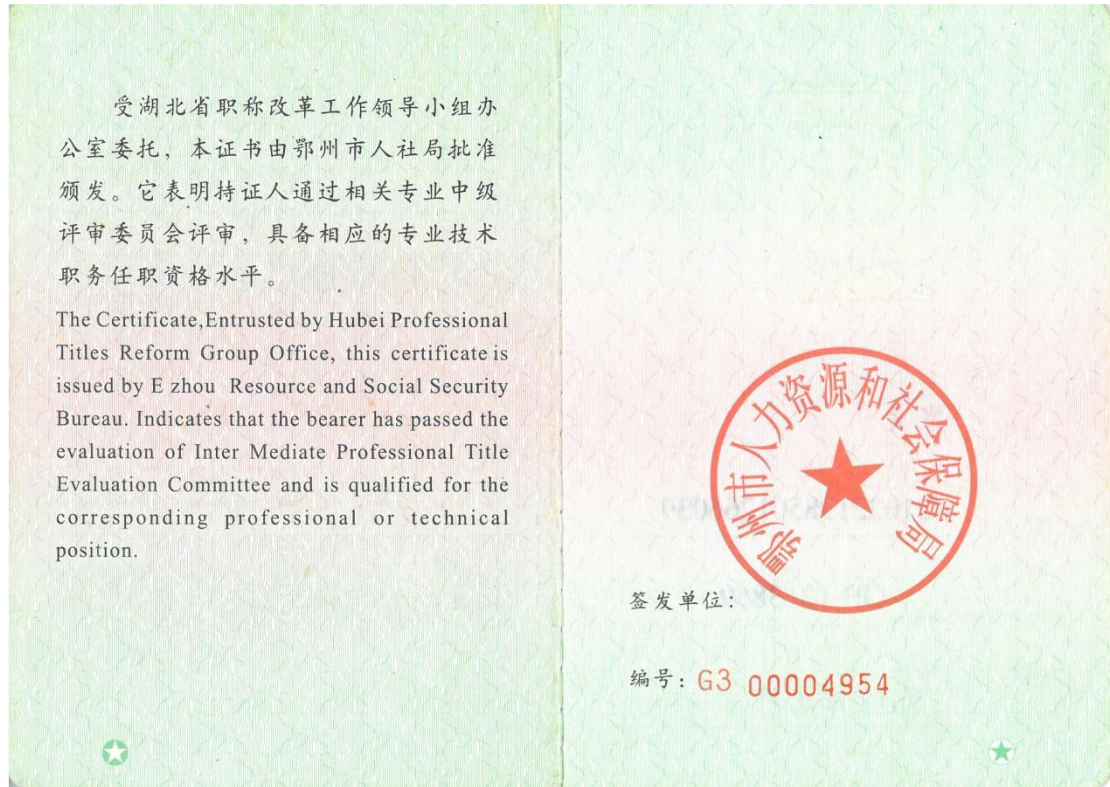 受湖北省职称改革工作领导小组办
公室委托，本证书由鄂州市人社局批准
颁发。它表明持证人通过相关专业中级
评审委员会评审，具备相应的专业技术
职务任职资格水平。
The Certificate,Entrusted by Hubei Professional
Titles Reform Group Office, this certificate is
issued by E zhou Resource and Social Security
Bureau. Indicates that the bearer has passed the
evaluation of Inter Mediate Professional Title
Evaluation Committee and is qualified for the
corresponding professional or technical
position.
鄂州市人力资源和社会保障局
签发单位：
编号：G3 00004954